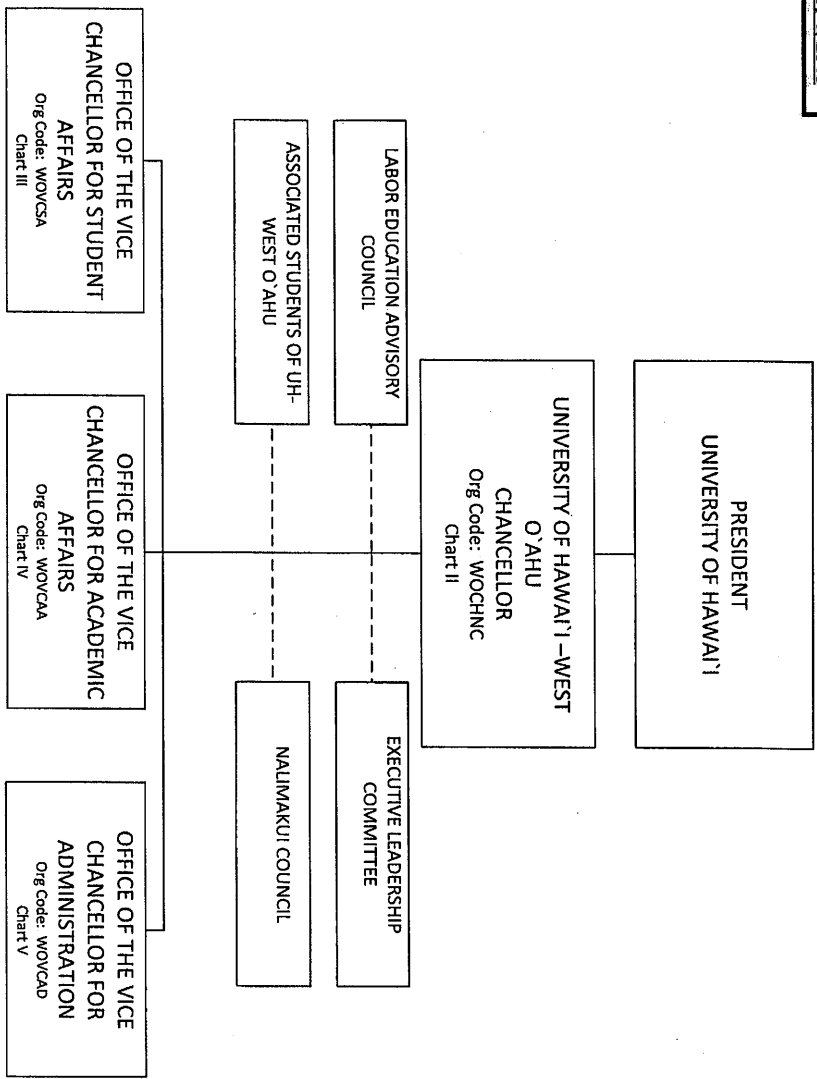 PRESIDENT
UNIVERSITY OF HAWAI`I
UNIVERSITY OF HAWAI`I –WEST
O`AHU
CHANCELLOR
Org Code: WOCHNC
Chart II
LABOR EDUCATION ADVISORY
COUNCIL
EXECUTIVE LEADERSHIP
COMMITTEE
ASSOCIATED STUDENTS OF UH-
WEST O`AHU
NALIMAKUI COUNCIL
OFFICE OF THE VICE
CHANCELLOR FOR STUDENT
AFFAIRS
Org Code: WOVCSA
Chart III
OFFICE OF THE VICE
CHANCELLOR FOR ACADEMIC
AFFAIRS
Org Code: WOVCAA
Chart IV
OFFICE OF THE VICE
CHANCELLOR FOR
ADMINISTRATION
Org Code: WOVCAD
Chart V